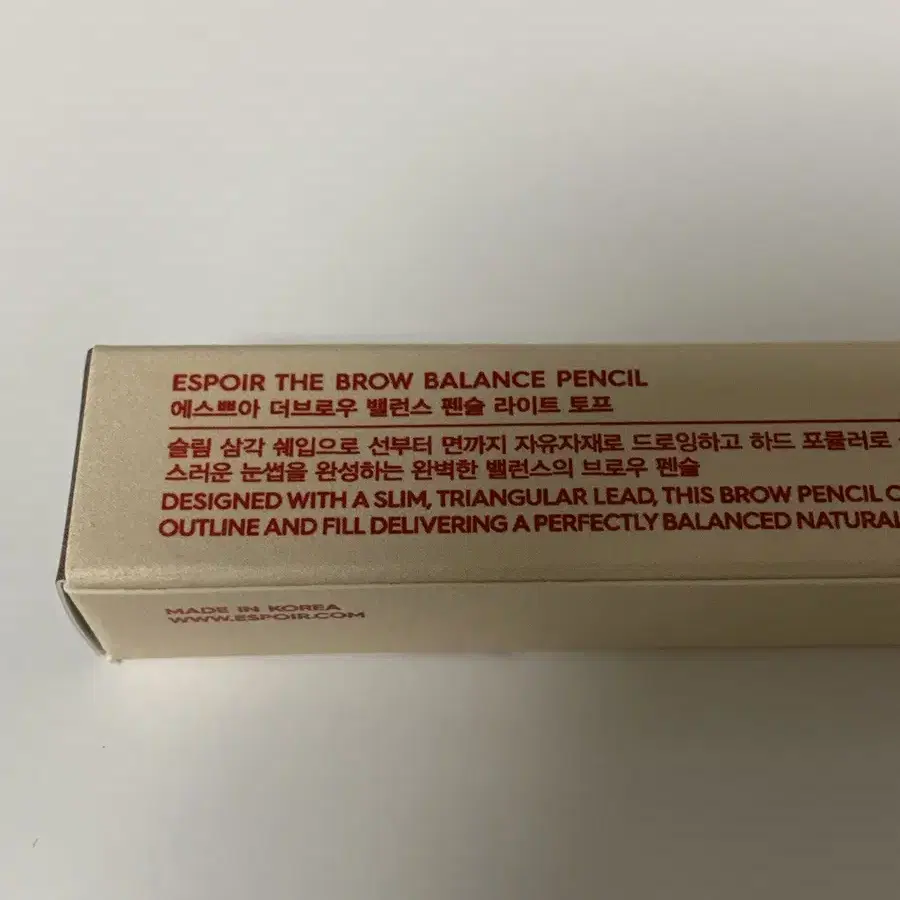 ESPOIR THE BROW BALANCE PENCIL
에스쁘아 더브로우 밸런스 펜슬 라이트 토프
슬림 삼각 쉐입으로 선부터 면까지 자유자재로 드로잉하고 하드 포뮬러로
스러운 눈썹을 완성하는 완벽한 밸런스의 브로우 펜슬
DESIGNED WITH A SLIM, TRIANGULAR LEAD, THIS BROW PENCIL
OUTLINE AND FILL DELIVERING A PERFECTLY BALANCED NATURAL
MADE IN KOREA
WWW.ESPOIR.COM